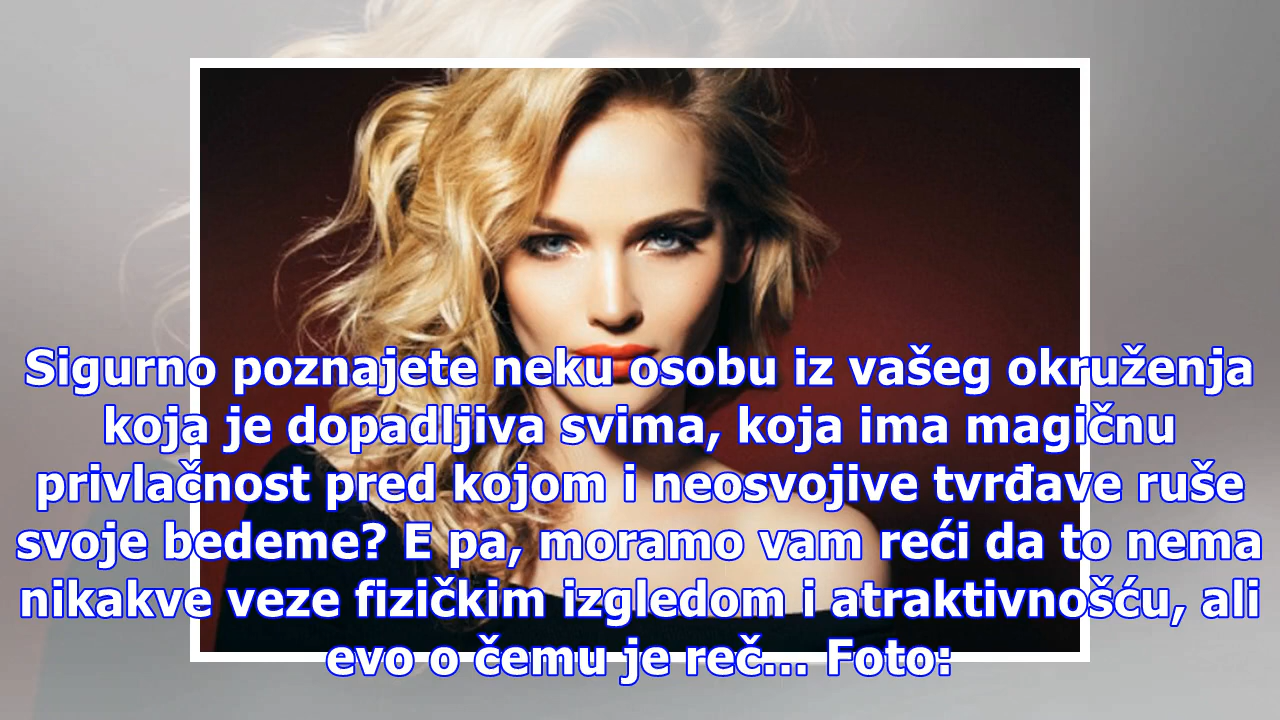 Sigurno poznajete neku osobu iz vašeg okruženja
koja je dopadljiva svima, koja ima magičnu
privlačnost pred kojom i neosvojive tvrđave ruše
svoje bedeme? E pa, moramo vam reći da to nema
nikakve veze fizičkim izgledom i atraktivnošću, ali
evo o čemu je reč... Foto: